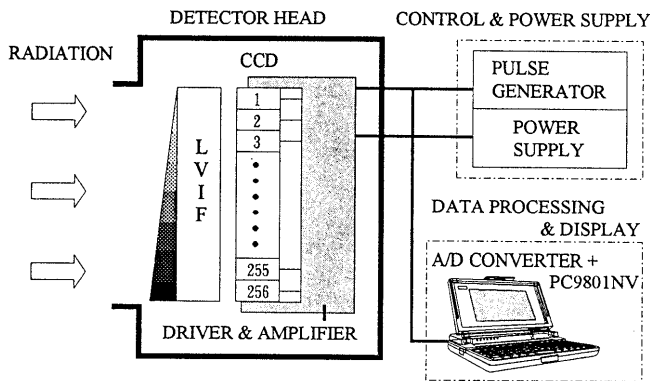 DETECTOR HEAD
CONTROL & POWER SUPPLY
RADIATION
CCD
LVIF
1
2
3
255
256
DRIVER & AMPLIFIER
PULSE
GENERATOR
POWER
SUPPLY
DATA PROCESSING
& DISPLAY
A/D CONVERTER +
PC9801NV